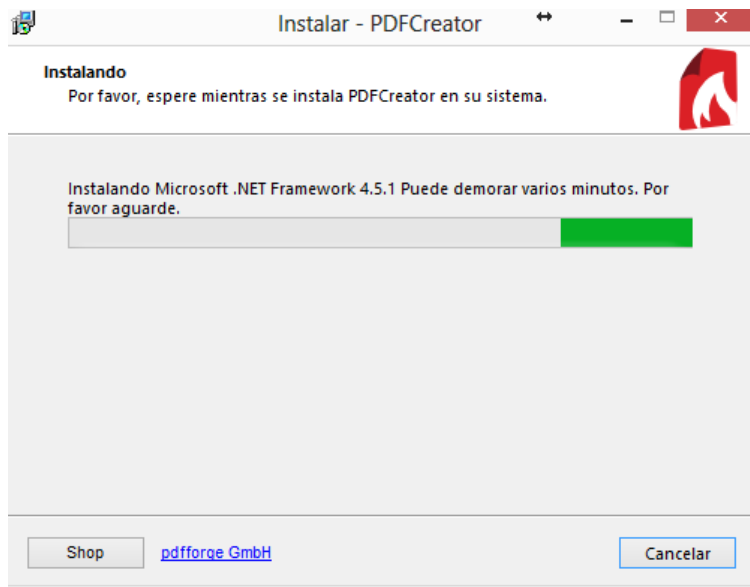 Instalar - PDFCreator
Instalando
Por favor, espere mientras se instala PDFCreator en su sistema.
Instalando Microsoft .NET Framework 4.5.1 Puede demorar varios minutos. Por
favor aguarde.
Shop
pdfforge GmbH
Cancelar